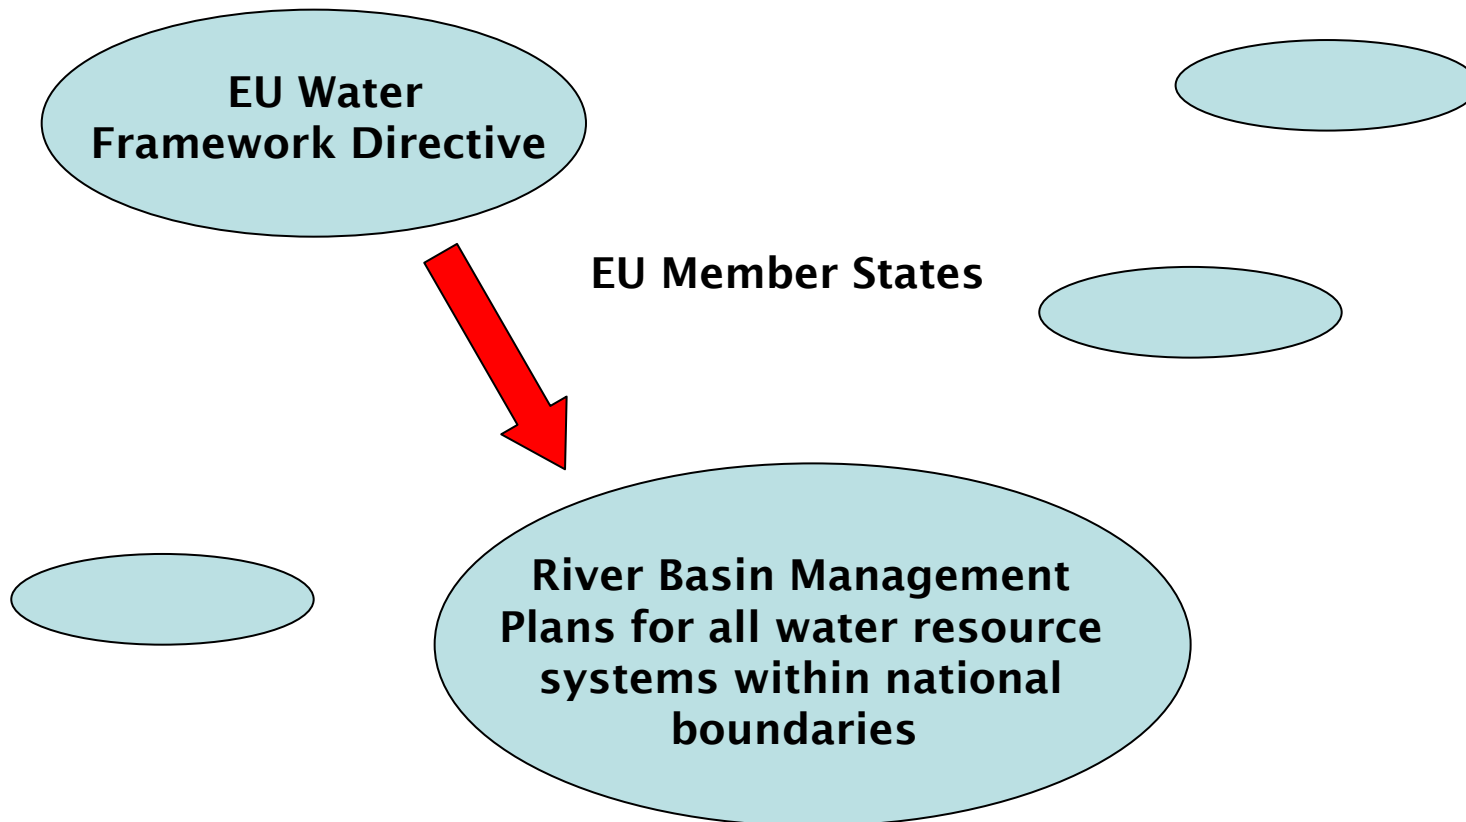 EU Water
Framework Directive
EU Member States
River Basin Management
Plans for all water resource
systems within national
boundaries